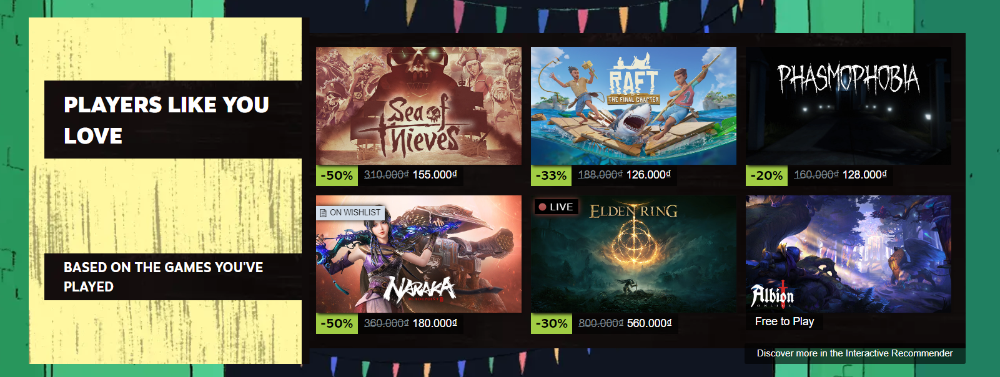 PLAYERS LIKE YOU
LOVE
BASED ON THE GAMES YOU'VE
PLAYED
Sea of
Thieves
-50% 310.000₫ 155.000₫
RAFT
THE FINAL CHAPTER
-33% 188.000₫ 126.000₫
PHASMOPHOBIA
-20% 160.000₫ 128.000₫
ON WISHLIST
NARAKA
BLADEPOINT
-50% 360.000₫ 180.000₫
LIVE
ELDEN RING
-30% 800.000₫ 560.000₫
Albion
ONLINE
Free to Play
Discover more in the Interactive Recommender